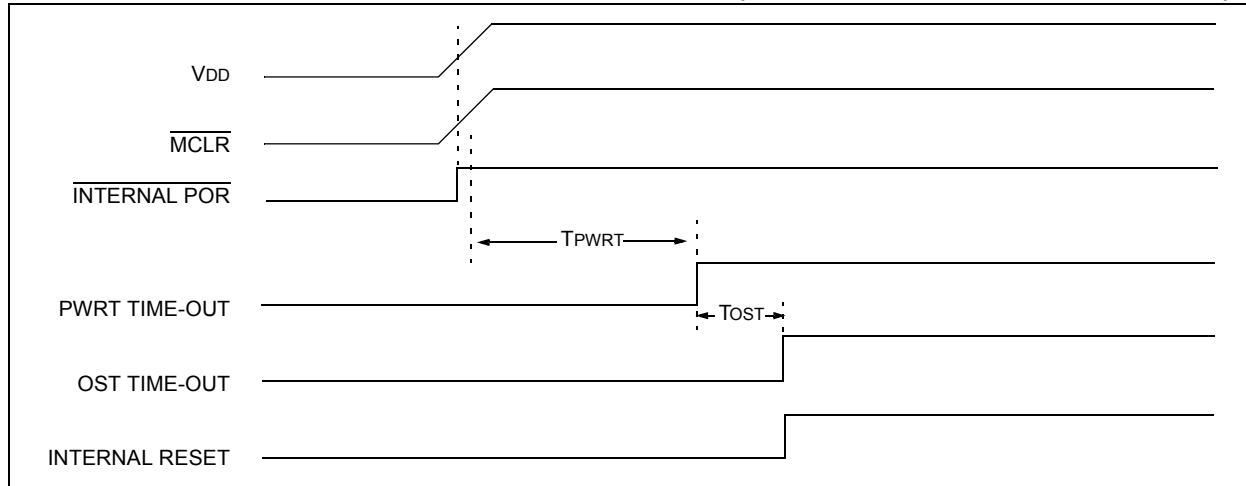 VDD
MCLR
INTERNAL POR
TPWRT
PWRT TIME-OUT
TOST
OST TIME-OUT
INTERNAL RESET